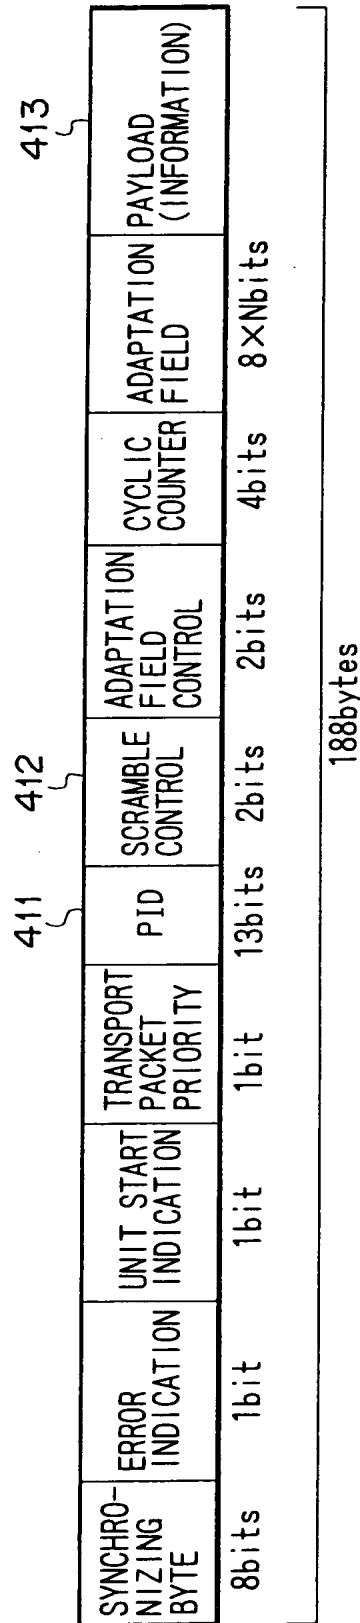 411
412
413
SYNCHRO-
NIZING
BYTE
ERROR
INDICATION
UNIT START
INDICATION
TRANSPORT
PACKET
PRIORITY
PID
SCRAMBLE
CONTROL
ADAPTATION
FIELD
CONTROL
CYCLIC
COUNTER
ADAPTATION
FIELD
PAYLOAD
(INFORMATION)
8bits
1bit
1bit
1bit
13bits
2bits
2bits
4bits
8×Nbits
188bytes